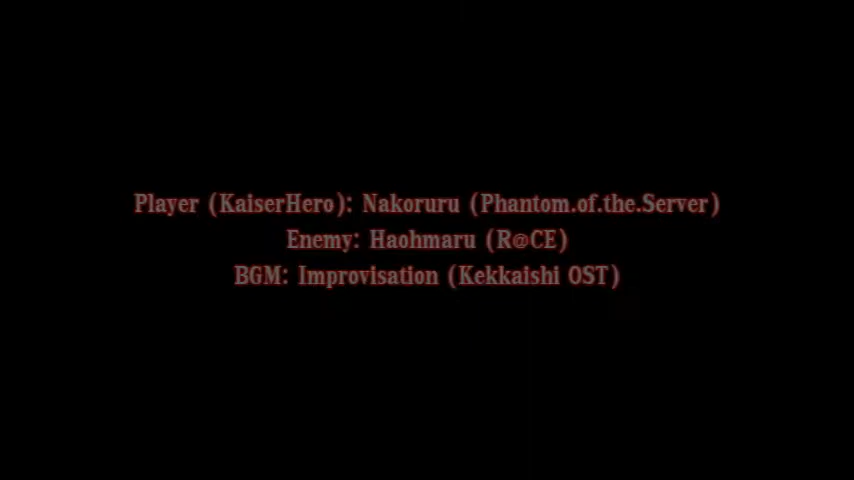 Player (KaiserHero): Nakoruru (Phantom.of.the.Server)
Enemy: Haohmaru (R@CE)
BGM: Improvisation (Kekkaishi OST)